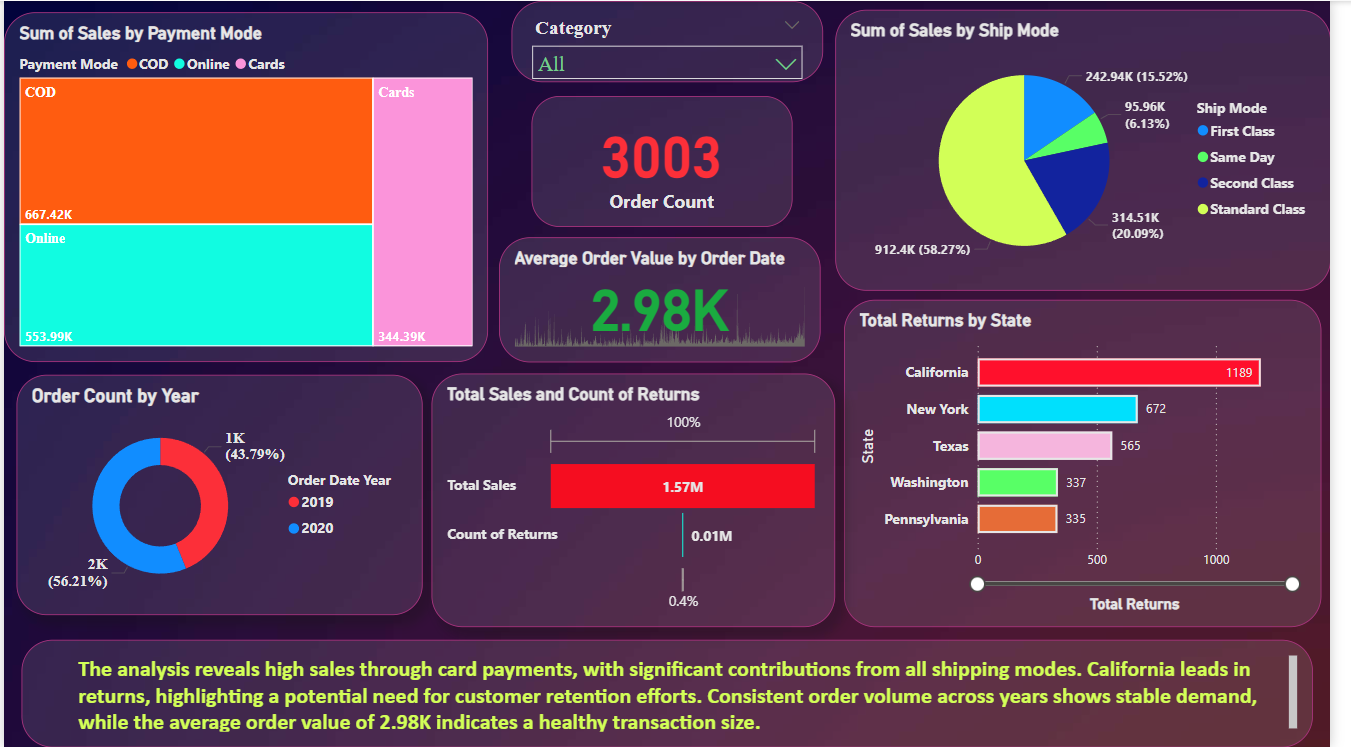 Sum of Sales by Payment Mode
Payment Mode COD Online Cards
COD
667.42K
Online
553.99K
Cards
344.39K
Category
All
3003
Order Count
Average Order Value by Order Date
2.98K
Sum of Sales by Ship Mode
242.94K (15.52%)
95.96K
(6.13%)
314.51K
(20.09%)
912.4K (58.27%)
Ship Mode
First Class
Same Day
Second Class
Standard Class
Order Count by Year
1K
(43.79%)
2K
(56.21%)
Order Date Year
2019
2020
Total Sales and Count of Returns
100%
Total Sales 1.57M
Count of Returns 0.01M
0.4%
Total Returns by State
State
California 1189
New York 672
Texas 565
Washington 337
Pennsylvania 335
0 500 1000
Total Returns
The analysis reveals high sales through card payments, with significant contributions from all shipping modes. California leads in
returns, highlighting a potential need for customer retention efforts. Consistent order volume across years shows stable demand,
while the average order value of 2.98K indicates a healthy transaction size.